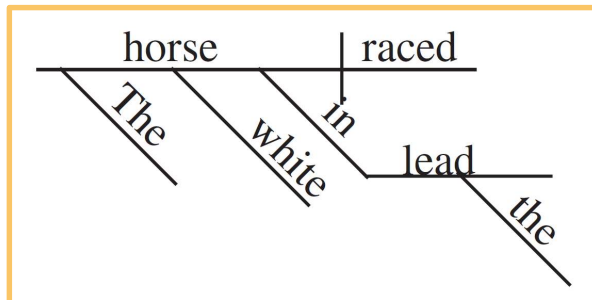 horse raced
The white in
lead
the